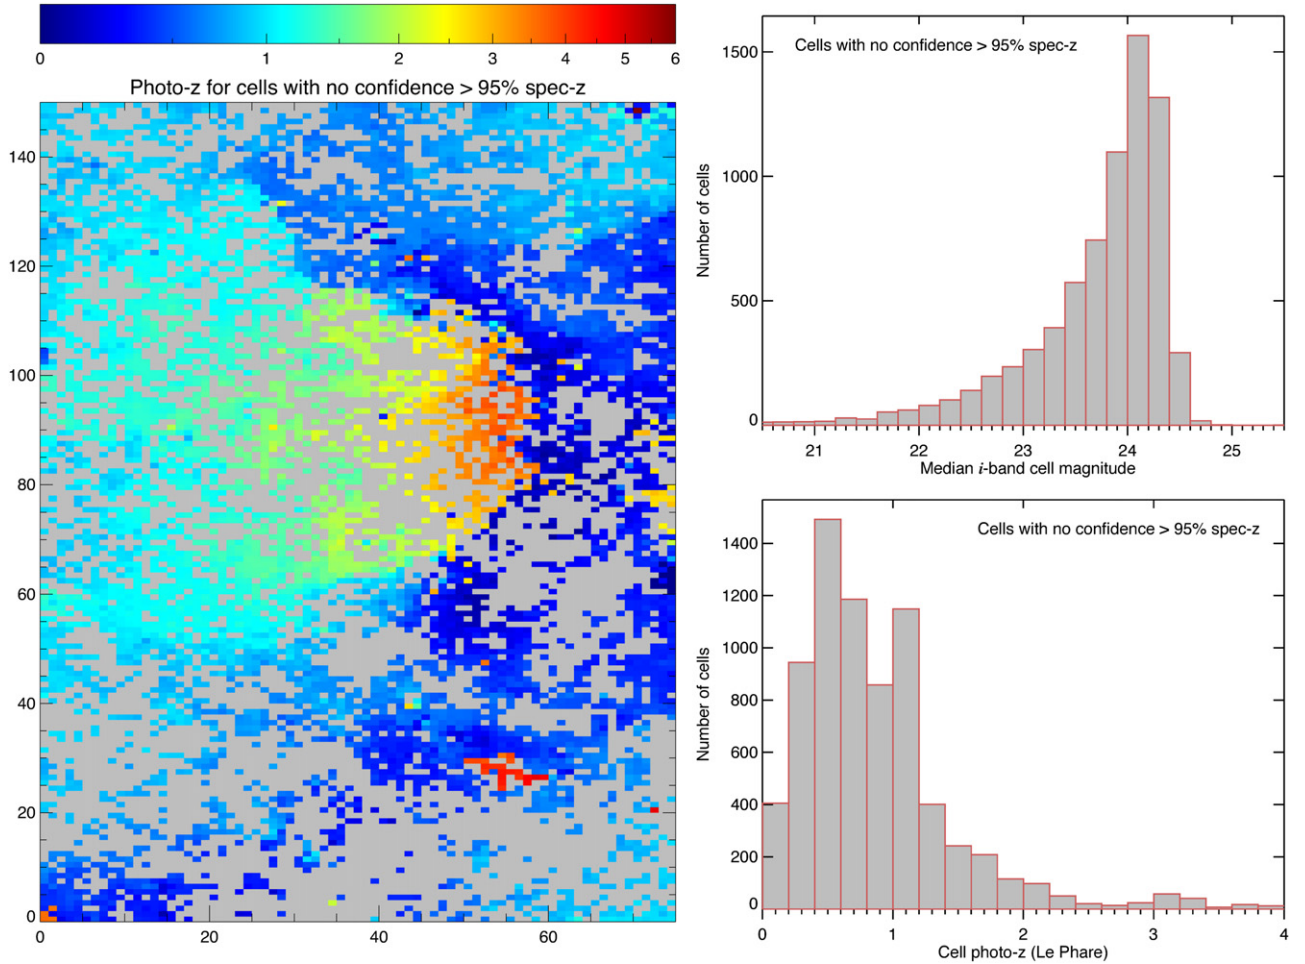 0 1 2 3 4 5 6
Photo-z for cells with no confidence > 95% spec-z
140
120
100
80
60
40
20
0
0 20 40 60
Cells with no confidence > 95% spec-z
1500
1000
500
0
Number of cells
21 22 23 24 25
Median i-band cell magnitude
Cells with no confidence > 95% spec-z
1400
1200
1000
800
600
400
200
0
Number of cells
0 1 2 3 4
Cell photo-z (Le Phare)